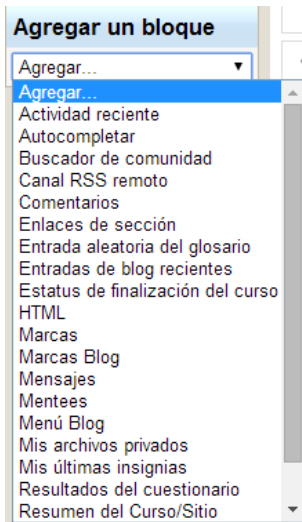 Agregar un bloque
Agregar...
Agregar...
Actividad reciente
Autocompletar
Buscador de comunidad
Canal RSS remoto
Comentarios
Enlaces de sección
Entrada aleatoria del glosario
Entradas de blog recientes
Estatus de finalización del curso
HTML
Marcas
Marcas Blog
Mensajes
Mentees
Menú Blog
Mis archivos privados
Mis últimas insignias
Resultados del cuestionario
Resumen del Curso/Sitio